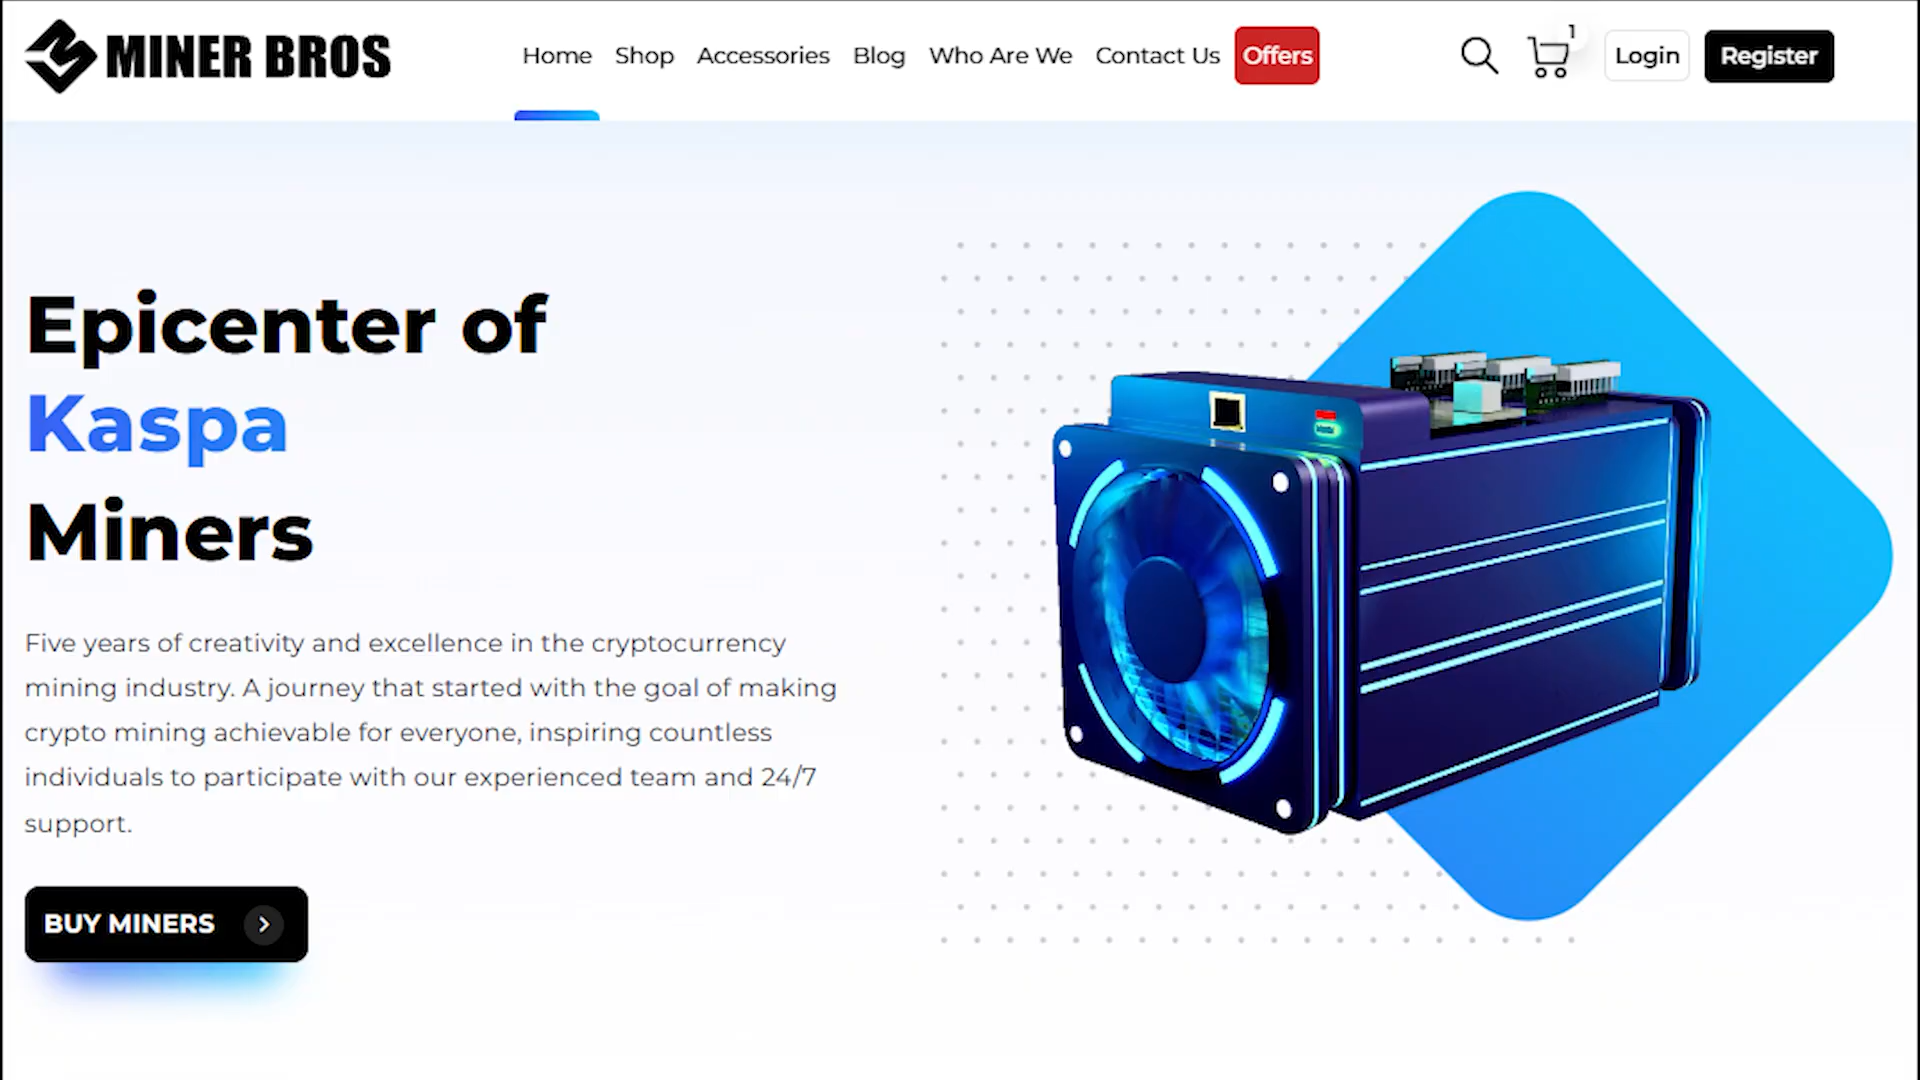 MINER BROS
Home Shop Accessories Blog Who Are We Contact Us Offers 1 Login Register
Epicenter of
Kaspa
Miners
Five years of creativity and excellence in the cryptocurrency
mining industry. A journey that started with the goal of making
crypto mining achievable for everyone, inspiring countless
individuals to participate with our experienced team and 24/7
support.
BUY MINERS